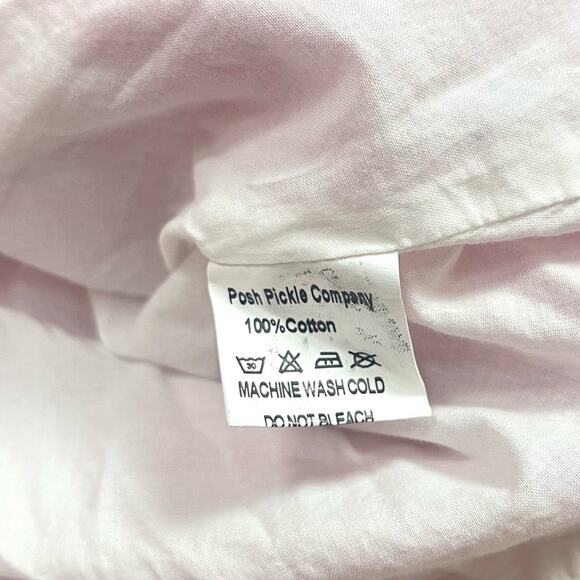 Posh Pickle Company
100%Cotton
30
MACHINE WASH COLD
DO NOT BLEACH